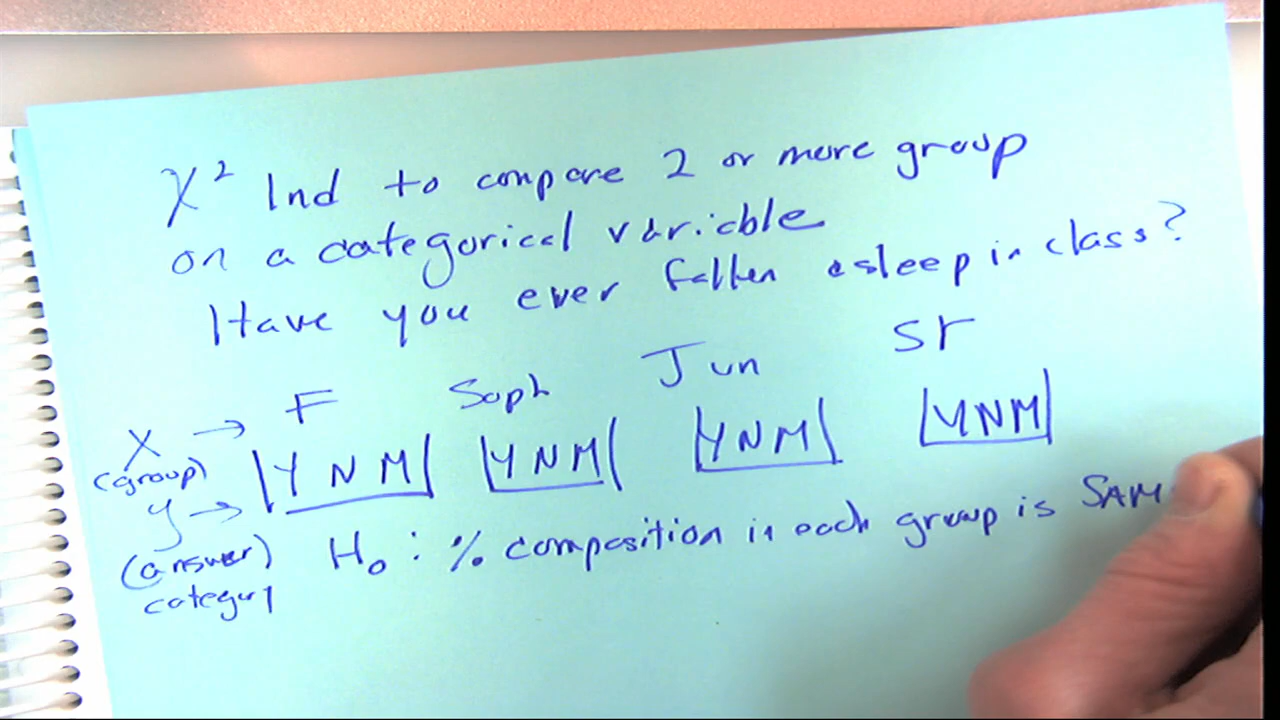 χ² Ind to compare 2 or more group
on a categorical variable
Have you ever fallen asleep in class?
F Soph Jun Sr
X → |Y N M| |Y N M| |Y N M| |Y N M|
(group)
y →
(answer) H₀ : % composition in each group is SAM
categry